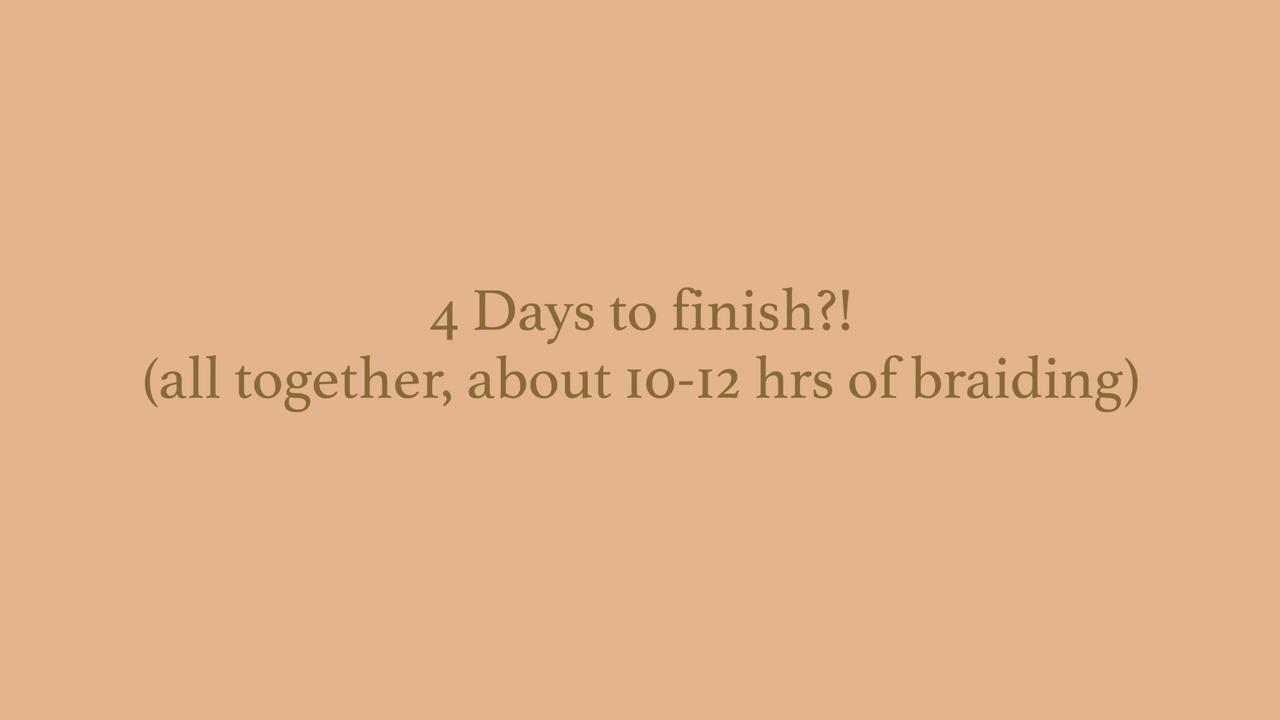 4 Days to finish?!
(all together, about 10-12 hrs of braiding)